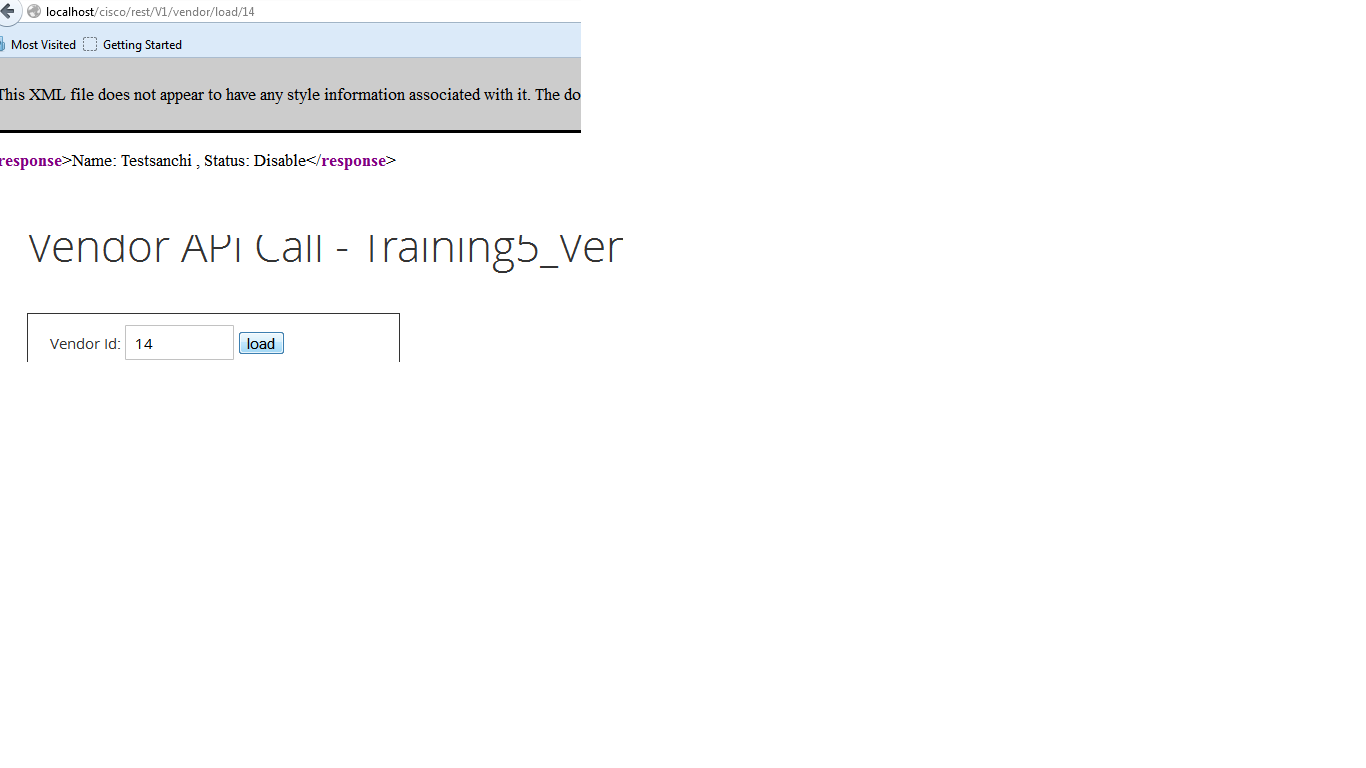 localhost/cisco/rest/V1/vendor/load/14
Most Visited Getting Started
This XML file does not appear to have any style information associated with it. The do
response>Name: Testsanchi , Status: Disable</response>
Vendor API Call - Training5_Ver
Vendor Id: 14 load